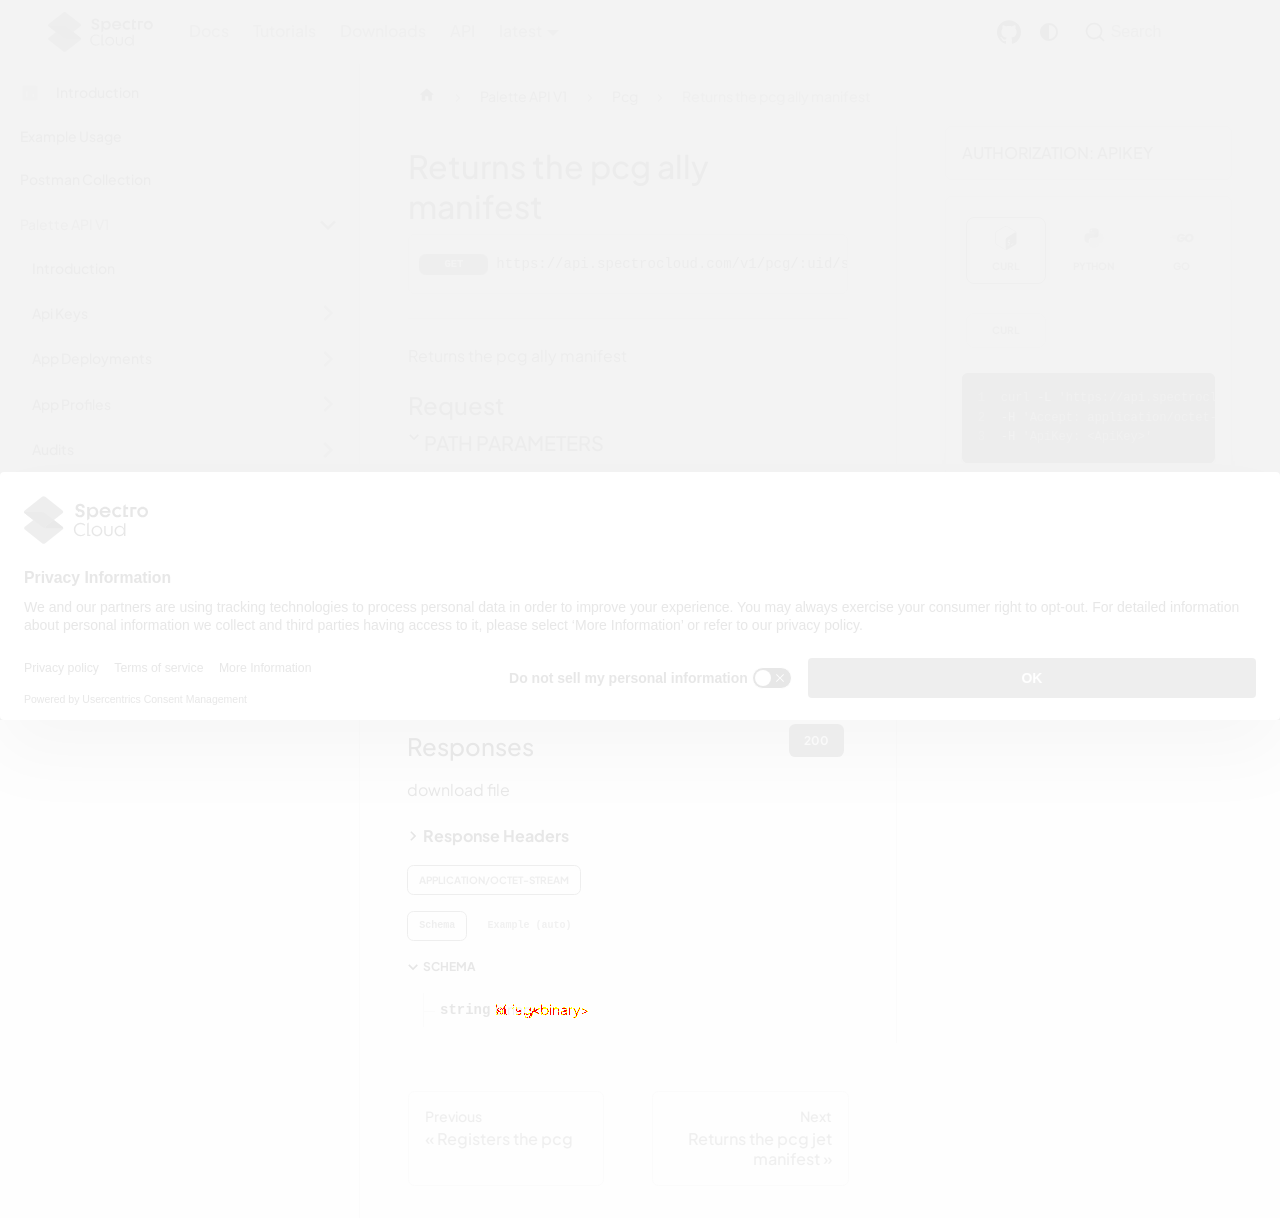 Spectro
Cloud
Docs Tutorials Downloads API latest
Search
Introduction
Palette API V1
Pcg
Returns the pcg ally manifest
Example Usage
Postman Collection
Palette API V1
Introduction
Api Keys
App Deployments
App Profiles
Audits
Returns the pcg ally
manifest
GET https://api.spectrocloud.com/v1/pcg/:uid/s
Returns the pcg ally manifest
Request
PATH PARAMETERS
AUTHORIZATION: APIKEY
CURL PYTHON GO
CURL
Spectro
Cloud
Privacy Information
We and our partners are using tracking technologies to process personal data in order to improve your experience. You may always exercise your consumer right to opt-out. For detailed information
about personal information we collect and third parties having access to it, please select ‘More Information’ or refer to our privacy policy.
Privacy policy Terms of service More Information
Do not sell my personal information
OK
Powered by Usercentrics Consent Management
Responses
200
download file
Response Headers
APPLICATION/OCTET-STREAM
Schema Example (auto)
SCHEMA
string
Previous
« Registers the pcg
Next
Returns the pcg jet
manifest »